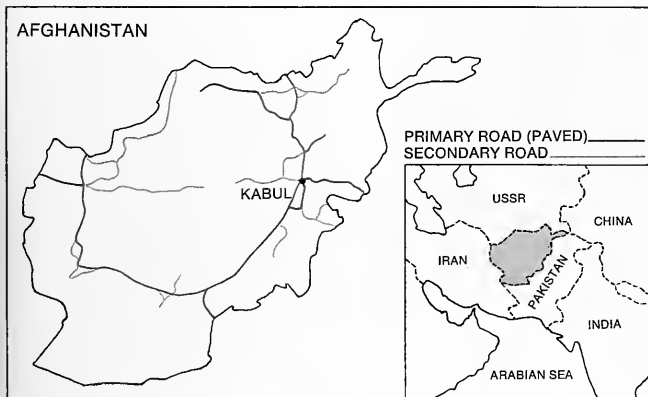 AFGHANISTAN
KABUL
PRIMARY ROAD (PAVED)
SECONDARY ROAD
USSR
CHINA
IRAN
PAKISTAN
INDIA
ARABIAN SEA